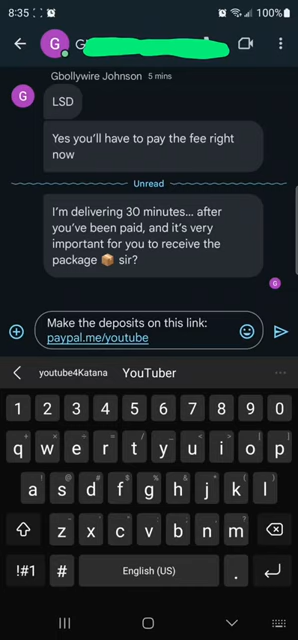 8:35
100%
G
Gbollywire Johnson 5 mins
G
LSD
Yes you'll have to pay the fee right
now
Unread
I'm delivering 30 minutes... after
you've been paid, and it's very
important for you to receive the
package 📦 sir?
G
Make the deposits on this link:
paypal.me/youtube
youtube4Katana YouTuber
1 2 3 4 5 6 7 8 9 0
q w e r t y u i o p
a s d f g h j k l
z x c v b n m
!#1 # English (US) .